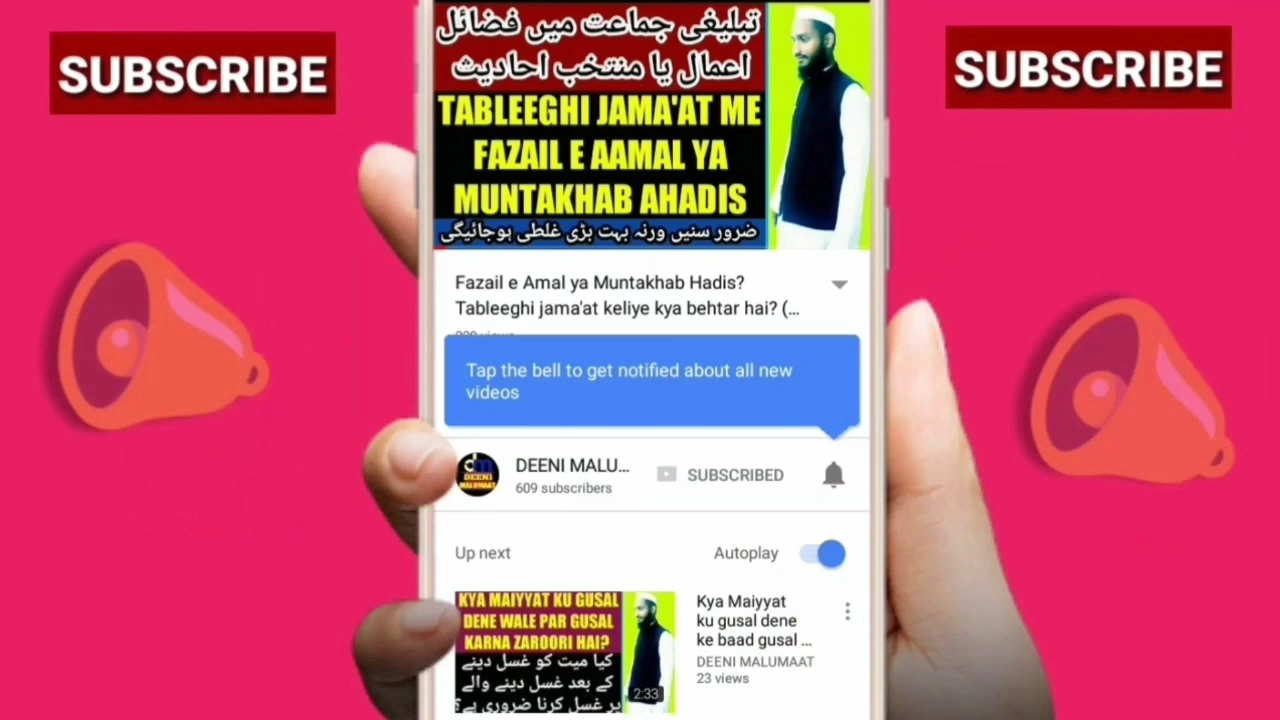 SUBSCRIBE
SUBSCRIBE
تبلیغی جماعت میں فضائل
اعمال یا منتخب احادیث
TABLEEGHI JAMA'AT ME
FAZAIL E AAMAL YA
MUNTAKHAB AHADIS
ضرور سنیں ورنہ بہت بڑی غلطی ہوجائیگی
Fazail e Amal ya Muntakhab Hadis?
Tableeghi jama'at keliye kya behtar hai? (...
Tap the bell to get notified about all new
videos
dm
DEENI
MALUMAAT
DEENI MALU...
609 subscribers
SUBSCRIBED
Up next
Autoplay
KYA MAIYYAT KU GUSAL
DENE WALE PAR GUSAL
KARNA ZAROORI HAI?
کیا میت کو غسل دینے
کے بعد غسل دینے والے
پر غسل کرنا ضروری ہے؟
2:33
Kya Maiyyat
ku gusal dene
ke baad gusal ...
DEENI MALUMAAT
23 views